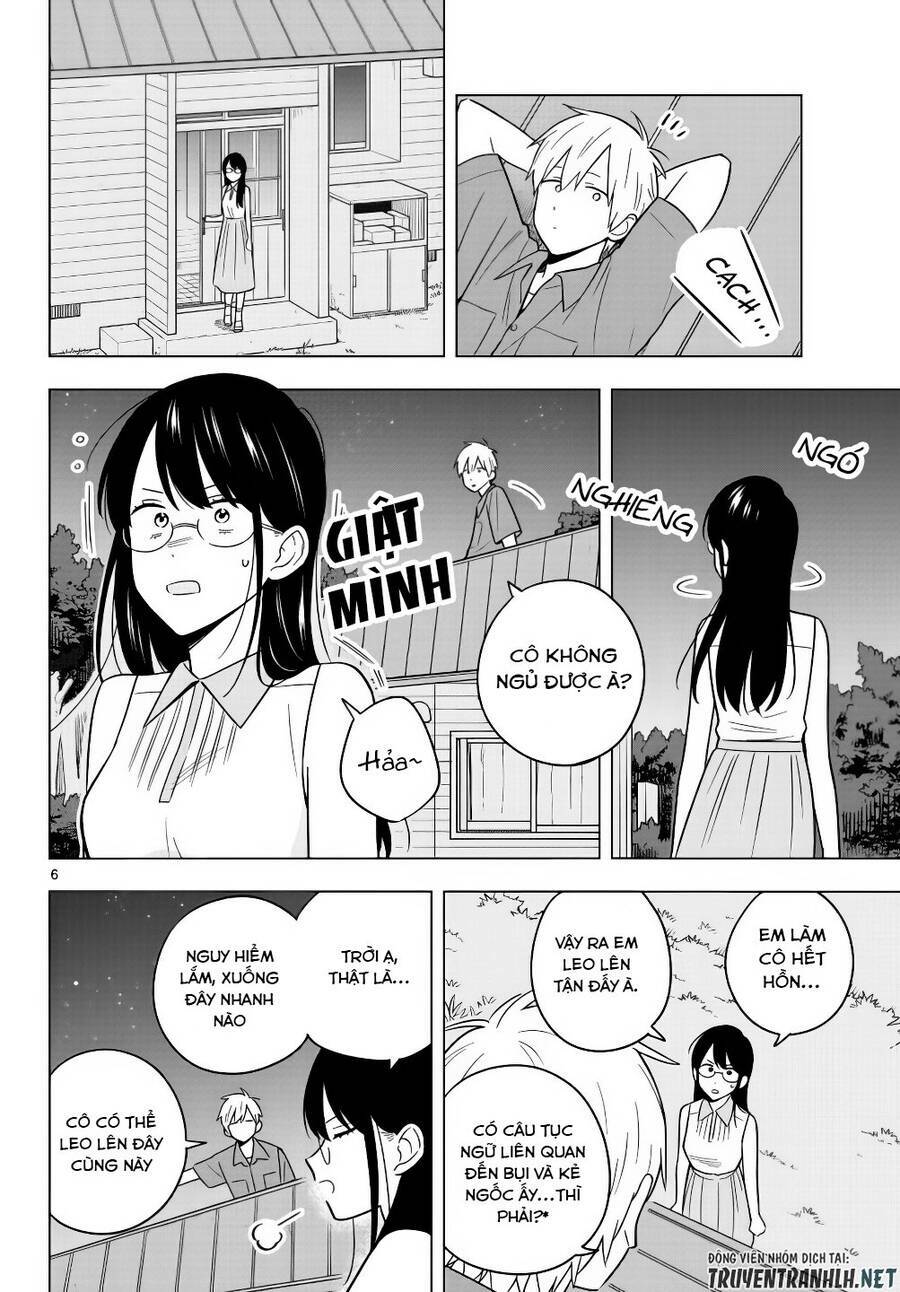 CẠCH...
NGÓ
NGHIÊNG
CÔ KHÔNG
NGỦ ĐƯỢC À?
GIẬT
MÌNH
Hảa~
6
EM LÀM
CÔ HẾT
HỒN...
VẬY RA EM
LEO LÊN
TẬN ĐẤY À.
CÓ CÂU TỤC
NGỮ LIÊN QUAN
ĐẾN BỤI VÀ KẺ
NGỐC ẤY...THÌ
PHẢI?*
TRỜI Ạ,
THẬT LÀ...
NGUY HIỂM
LẮM, XUỐNG
ĐÂY NHANH
NÀO
CÔ CÓ THỂ
LEO LÊN ĐÂY
CÙNG NÀY
ĐỘNG VIÊN NHÓM DỊCH TẠI:
TRUYENTRANHLH.NET